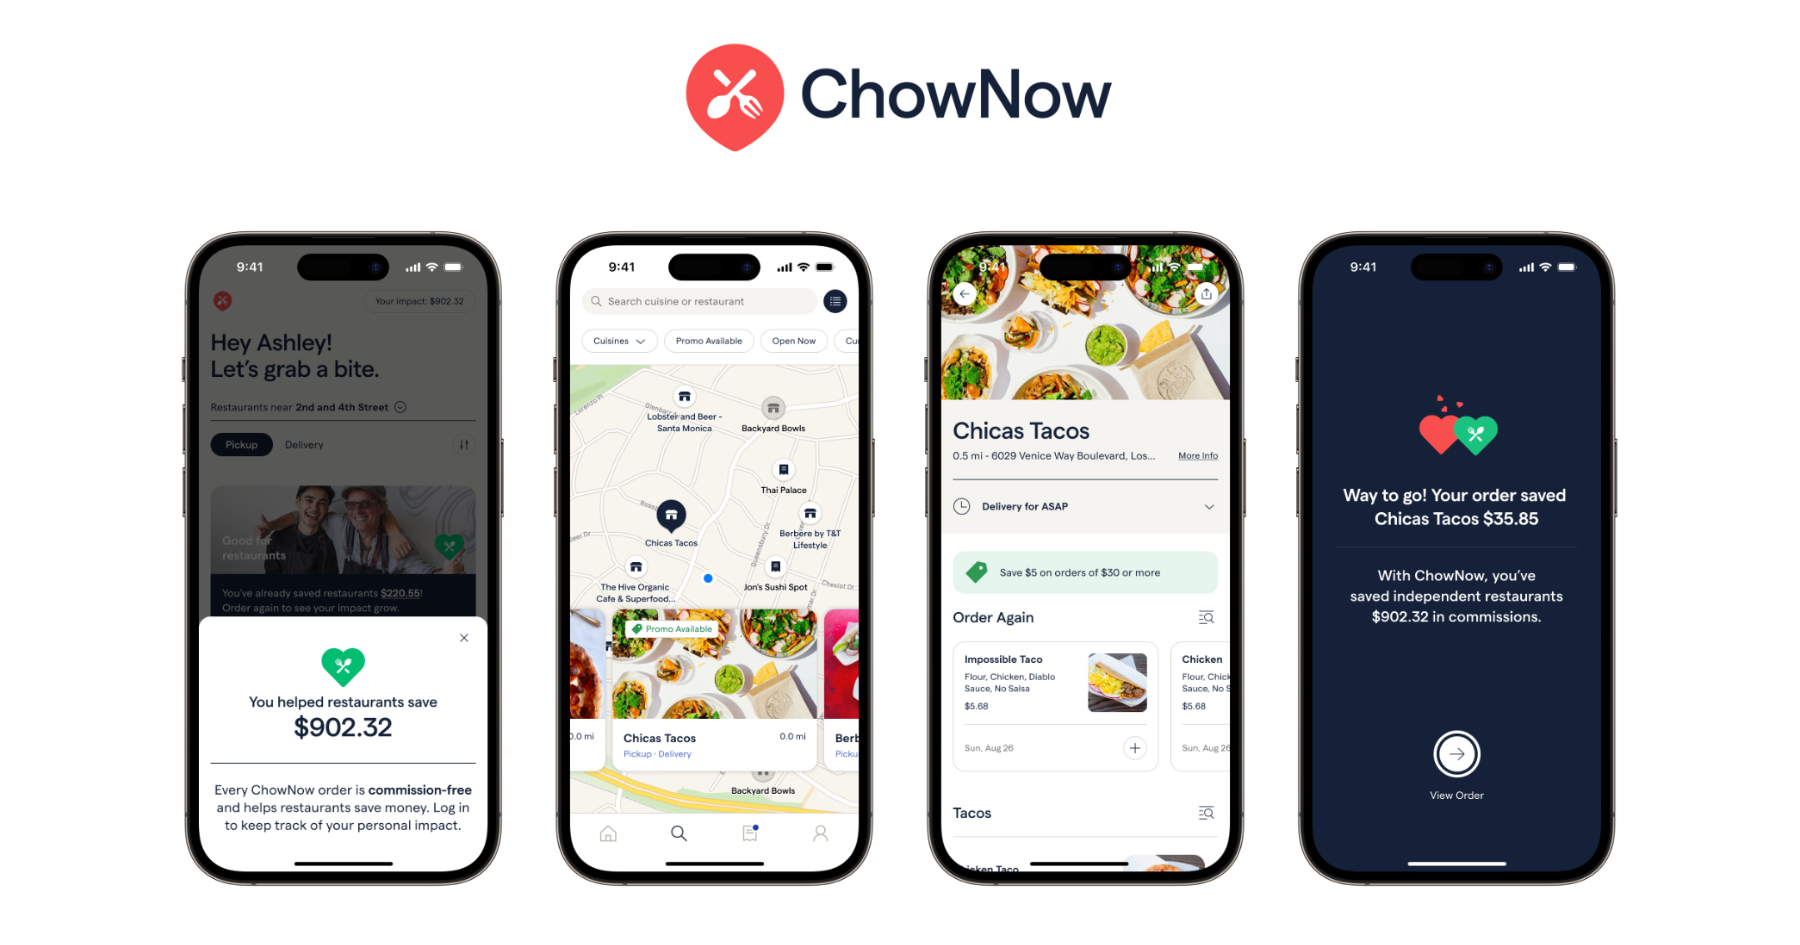 ChowNow
9:41
Your Impact: $902.32
Hey Ashley!
Let's grab a bite.
Restaurants near 2nd and 4th Street
Pickup
Delivery
Good for
restaurants
You've already saved restaurants $220.55!
Order again to see your impact grow.
You helped restaurants save
$902.32
Every ChowNow order is commission-free
and helps restaurants save money. Log in
to keep track of your personal impact.
9:41
Search cuisine or restaurant
Cuisines
Promo Available
Open Now
Lobster and Beer -
Santa Monica
Backyard Bowls
Thai Palace
Chicas Tacos
Berbere by T&T
Lifestyle
The Hive Organic
Cafe & Superfood...
Jon's Sushi Spot
Queensbury Dr
Cheviot Dr
Promo Available
0.0 mi
Chicas Tacos
0.0 mi
Pickup · Delivery
Berb
Picku
Backyard Bowls
9:41
Chicas Tacos
0.5 mi - 6029 Venice Way Boulevard, Los...
More Info
Delivery for ASAP
Save $5 on orders of $30 or more
Order Again
Impossible Taco
Flour, Chicken, Diablo
Sauce, No Salsa
$5.68
Sun, Aug 26
Chicken
Flour, Chick
Sauce, No S
$5.68
Sun, Aug 26
Tacos
Chicken Taco
9:41
Way to go! Your order saved
Chicas Tacos $35.85
With ChowNow, you've
saved independent restaurants
$902.32 in commissions.
View Order